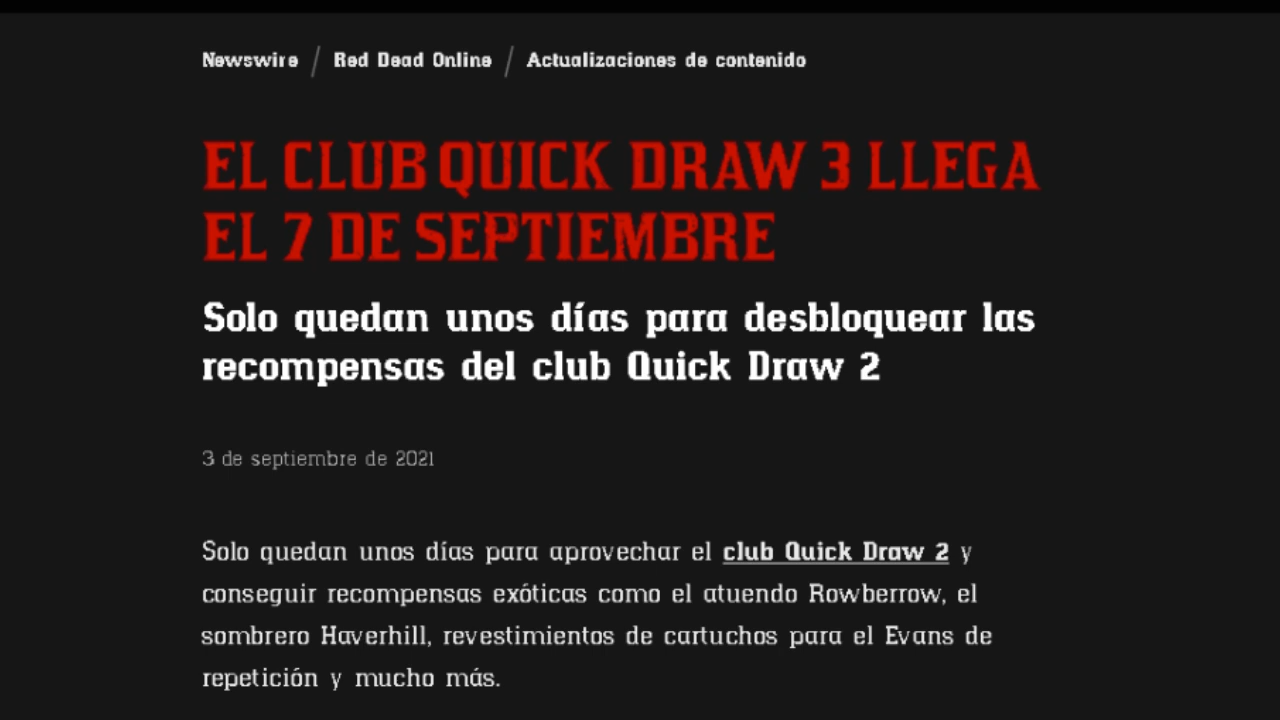 Newswire / Red Dead Online / Actualizaciones de contenido
EL CLUB QUICK DRAW 3 LLEGA
EL 7 DE SEPTIEMBRE
Solo quedan unos días para desbloquear las
recompensas del club Quick Draw 2
3 de septiembre de 2021
Solo quedan unos días para aprovechar el club Quick Draw 2 y
conseguir recompensas exóticas como el atuendo Rowberrow, el
sombrero Haverhill, revestimientos de cartuchos para el Evans de
repetición y mucho más.